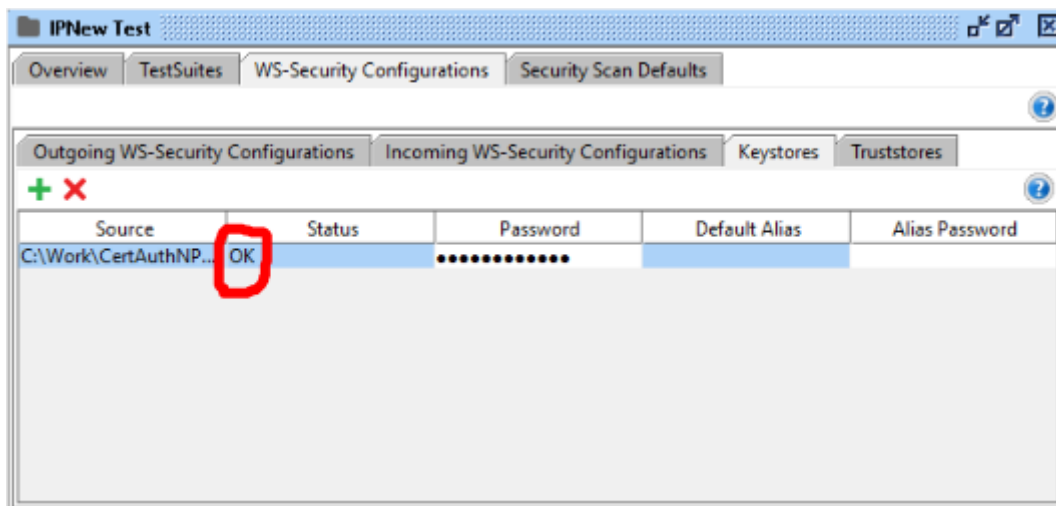 IPNew Test
Overview TestSuites WS-Security Configurations Security Scan Defaults
Outgoing WS-Security Configurations Incoming WS-Security Configurations Keystores Truststores
Source Status Password Default Alias Alias Password
C:\Work\CertAuthNP... OK ●●●●●●●●●●●●